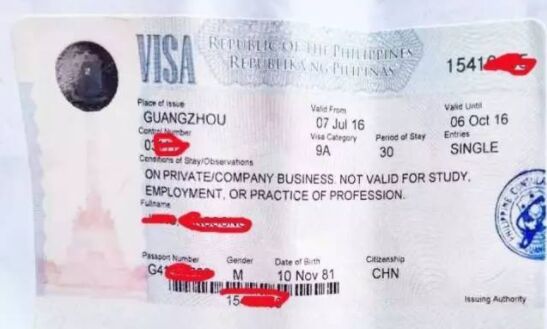 VISA
REPUBLIC OF THE PHILIPPINES
REPUBLIKA NG PILIPINAS
Place of Issue
GUANGZHOU
Valid From
07 Jul 16
Valid Until
06 Oct 16
Control Number
Visa Category
9A
Period of Stay
30
Entries
SINGLE
Conditions of Stay/Observations
ON PRIVATE/COMPANY BUSINESS. NOT VALID FOR STUDY,
EMPLOYMENT, OR PRACTICE OF PROFESSION.
Fullname
Passport Number
Gender
M
Date of Birth
10 Nov 81
Citizenship
CHN
Issuing Authority